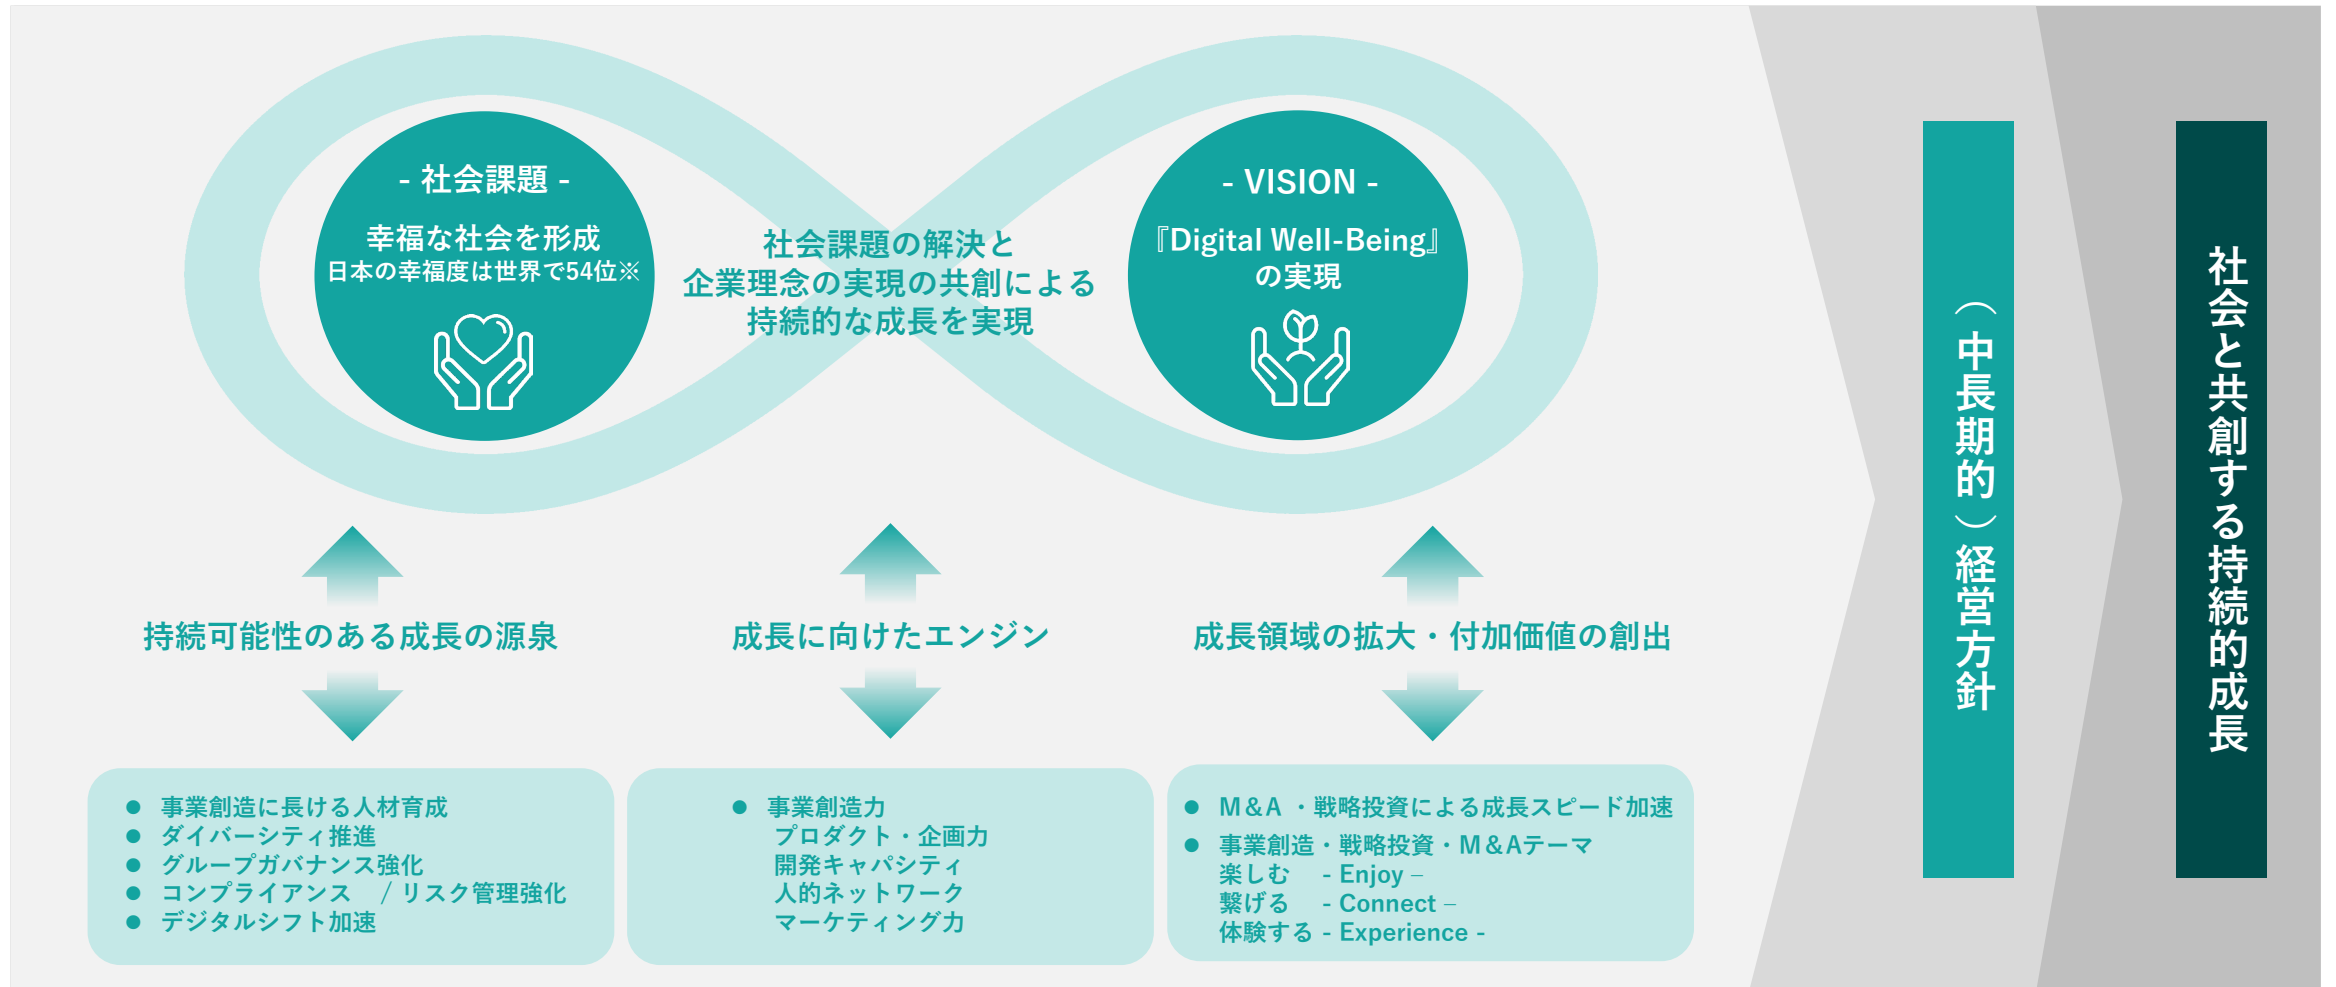 - 社会課題 -
幸福な社会を形成
日本の幸福度は世界で54位※
社会課題の解決と
企業理念の実現の共創による
持続的な成長を実現
- VISION -
『Digital Well-Being』
の実現
持続可能性のある成長の源泉
成長に向けたエンジン
成長領域の拡大・付加価値の創出
● 事業創造に長ける人材育成
● ダイバーシティ推進
● グループガバナンス強化
● コンプライアンス / リスク管理強化
● デジタルシフト加速
● 事業創造力
プロダクト・企画力
開発キャパシティ
人的ネットワーク
マーケティング力
● M&A ・戦略投資による成長スピード加速
● 事業創造・戦略投資・M&Aテーマ
楽しむ - Enjoy –
繋げる - Connect –
体験する - Experience -
（中長期的）経営方針
社会と共創する持続的成長